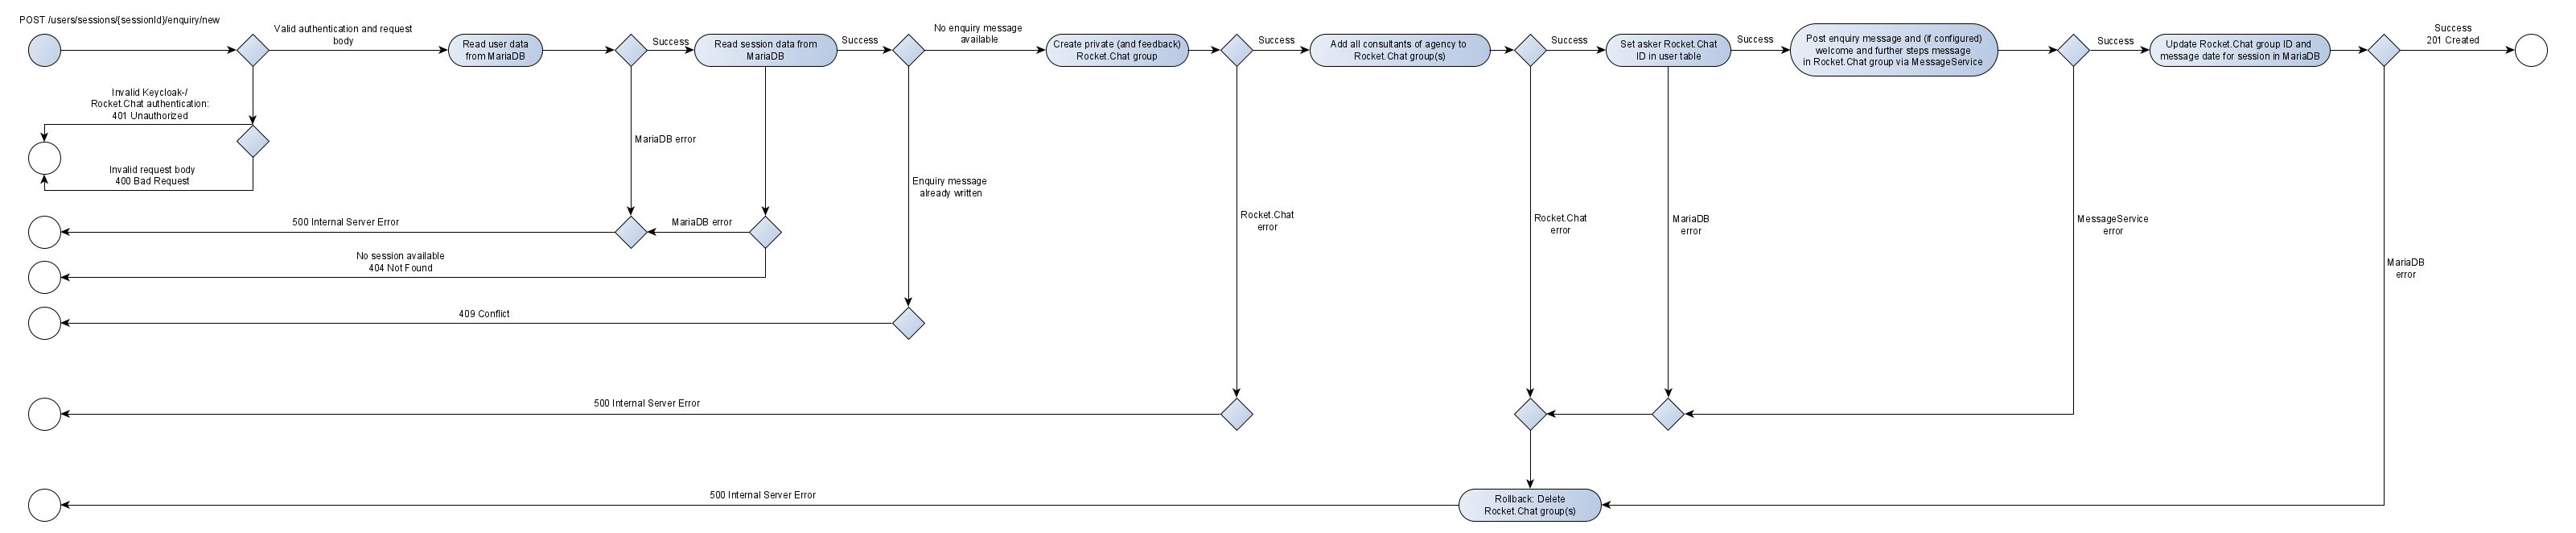 POST /users/sessions/{sessionId}/enquiry/new
Valid authentication and request
body
Read user data
from MariaDB
Success
Read session data from
MariaDB
Success
No enquiry message
available
Create private (and feedback)
Rocket.Chat group
Success
Add all consultants of agency to
Rocket.Chat group(s)
Success
Set asker Rocket.Chat
ID in user table
Success
Post enquiry message and (if configured)
welcome and further steps message
in Rocket.Chat group via MessageService
Success
Update Rocket.Chat group ID and
message date for session in MariaDB
Success
201 Created
Invalid Keycloak-/
Rocket.Chat authentication:
401 Unauthorized
Invalid request body
400 Bad Request
MariaDB error
Enquiry message
already written
500 Internal Server Error
MariaDB error
Rocket.Chat
error
Rocket.Chat
error
MariaDB
error
MessageService
error
No session available
404 Not Found
MariaDB
error
409 Conflict
500 Internal Server Error
500 Internal Server Error
Rollback: Delete
Rocket.Chat group(s)